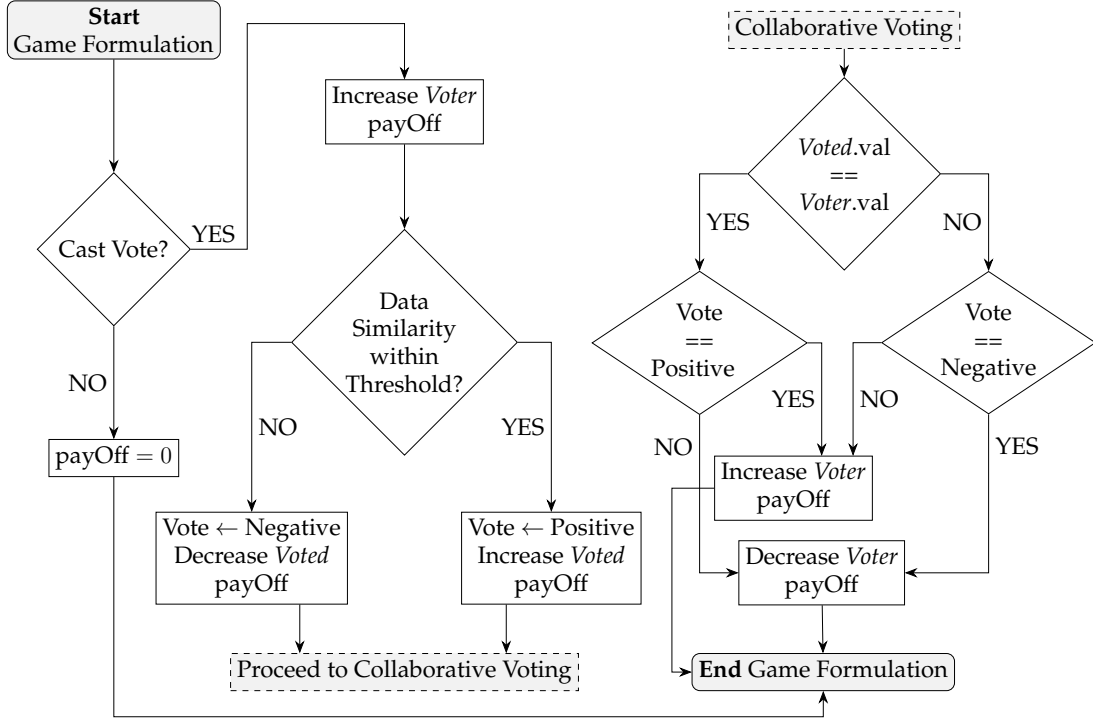 Start
Game Formulation
Cast Vote?
YES
NO
payOff = 0
Increase Voter
payOff
Data
Similarity
within
Threshold?
NO
YES
Vote ← Negative
Decrease Voted
payOff
Vote ← Positive
Increase Voted
payOff
Proceed to Collaborative Voting
Collaborative Voting
Voted.val
==
Voter.val
YES
NO
Vote
==
Positive
Vote
==
Negative
YES
NO
NO
YES
Increase Voter
payOff
Decrease Voter
payOff
End Game Formulation